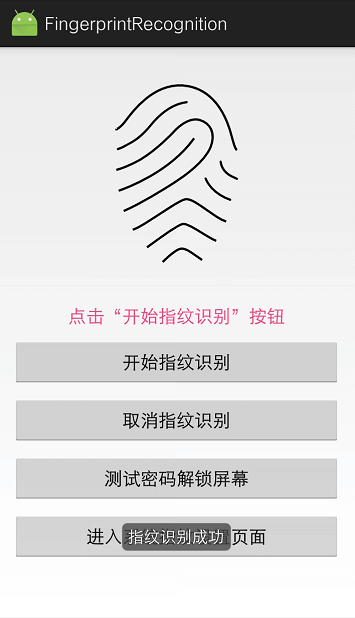 FingerprintRecognition
点击“开始指纹识别”按钮
开始指纹识别
取消指纹识别
测试密码解锁屏幕
进入 置页面
指纹识别成功